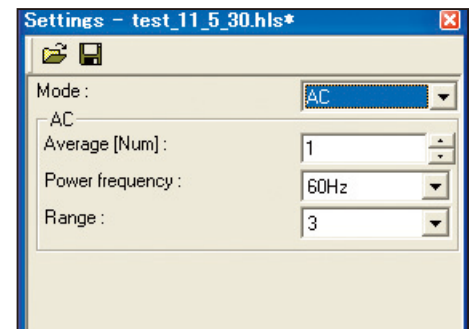 Settings - test_11_5_30.hls*
Mode : AC
AC
Average [Num] : 1
Power frequency : 60Hz
Range : 3